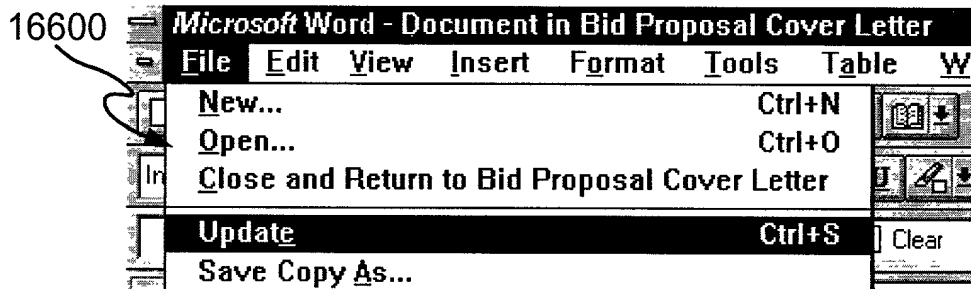 16600
Microsoft Word - Document in Bid Proposal Cover Letter
File Edit View Insert Format Tools Table W
New... Ctrl+N
Open... Ctrl+O
In
Close and Return to Bid Proposal Cover Letter
Update Ctrl+S
Clear
Save Copy As...